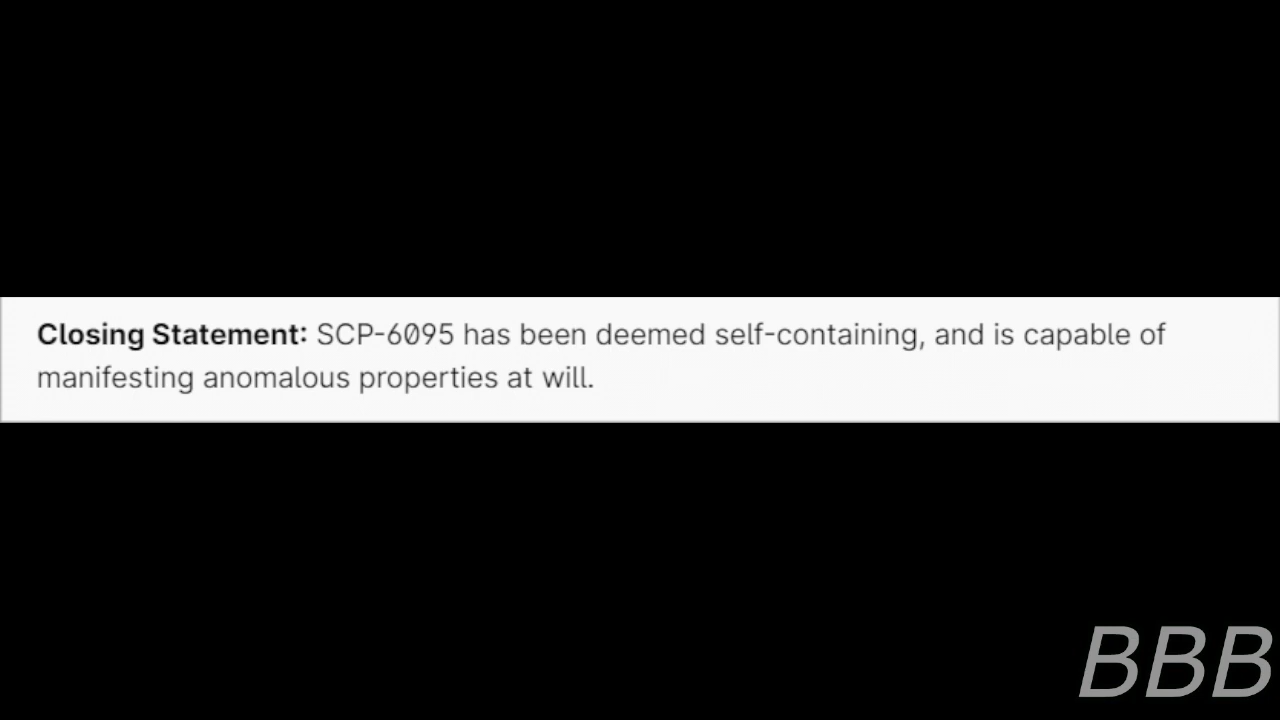 Closing Statement: SCP-6095 has been deemed self-containing, and is capable of
manifesting anomalous properties at will.
BBB